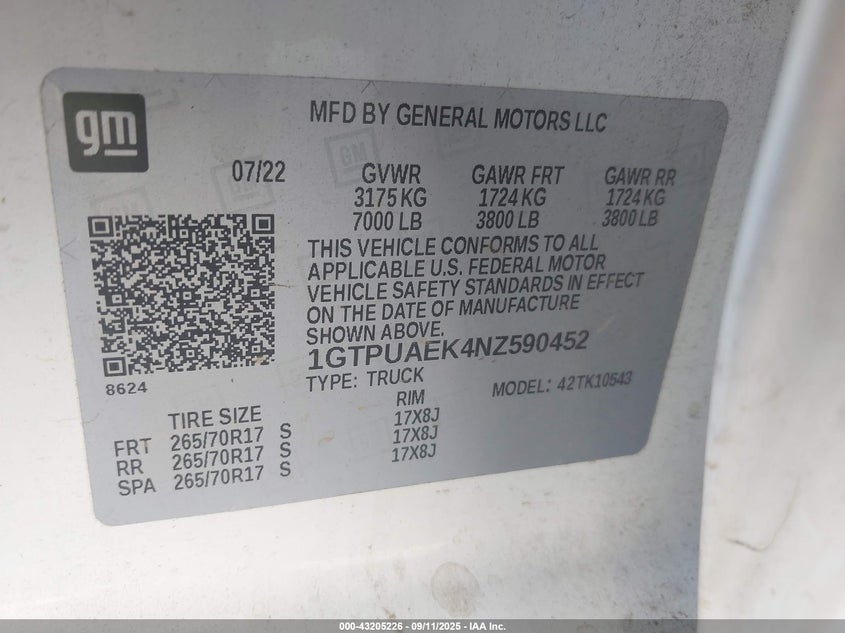 gm
MFD BY GENERAL MOTORS LLC
07/22 GVWR GAWR FRT GAWR RR
3175 KG 1724 KG 1724 KG
7000 LB 3800 LB 3800 LB
THIS VEHICLE CONFORMS TO ALL
APPLICABLE U.S. FEDERAL MOTOR
VEHICLE SAFETY STANDARDS IN EFFECT
ON THE DATE OF MANUFACTURE
SHOWN ABOVE.
1GTPUAEK4NZ590452
8624
TYPE: TRUCK MODEL: 42TK10543
TIRE SIZE RIM
FRT 265/70R17 S 17X8J
RR 265/70R17 S 17X8J
SPA 265/70R17 S 17X8J
000-43205226 - 09/11/2025 - IAA Inc.